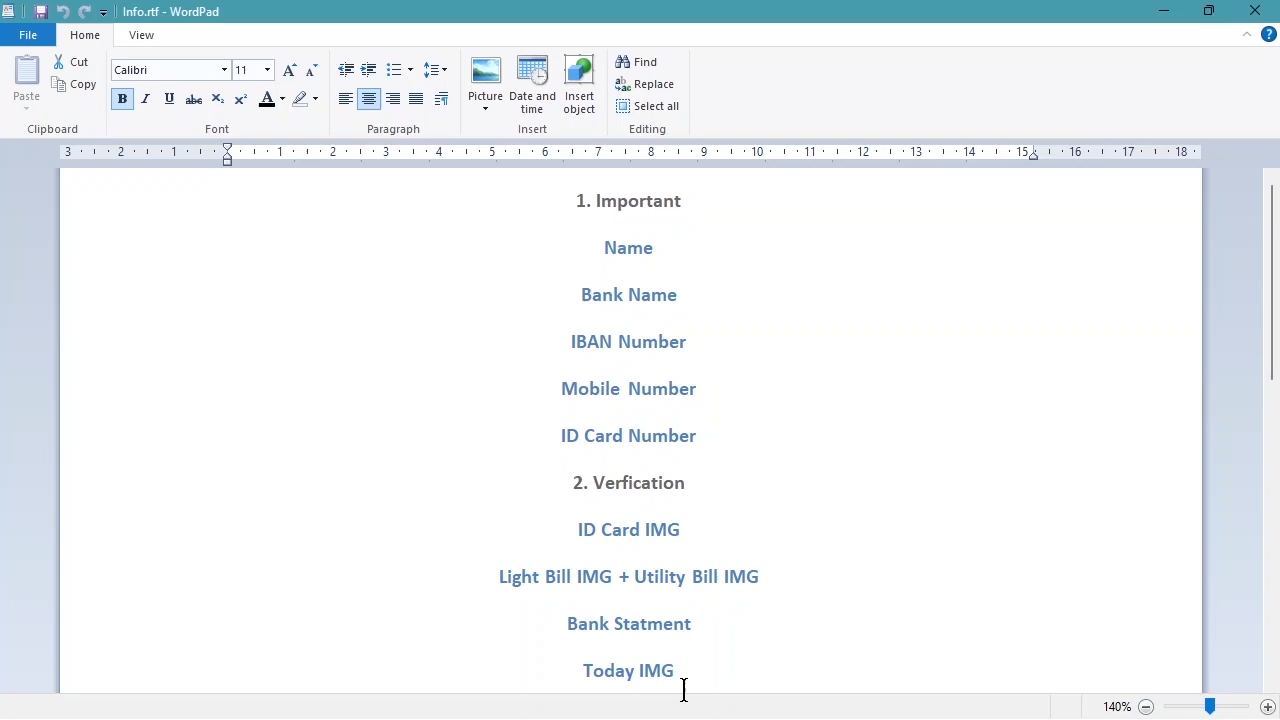 Info.rtf - WordPad
File
Home
View
Paste
Cut
Copy
Clipboard
Calibri
11
B
I
U
abc
X₂
X²
A
Font
Paragraph
Picture
Date and time
Insert object
Insert
Find
Replace
Select all
Editing
3 2 1 1 2 3 4 5 6 7 8 9 10 11 12 13 14 15 16 17 18
1. Important
Name
Bank Name
IBAN Number
Mobile Number
ID Card Number
2. Verfication
ID Card IMG
Light Bill IMG + Utility Bill IMG
Bank Statment
Today IMG
140%